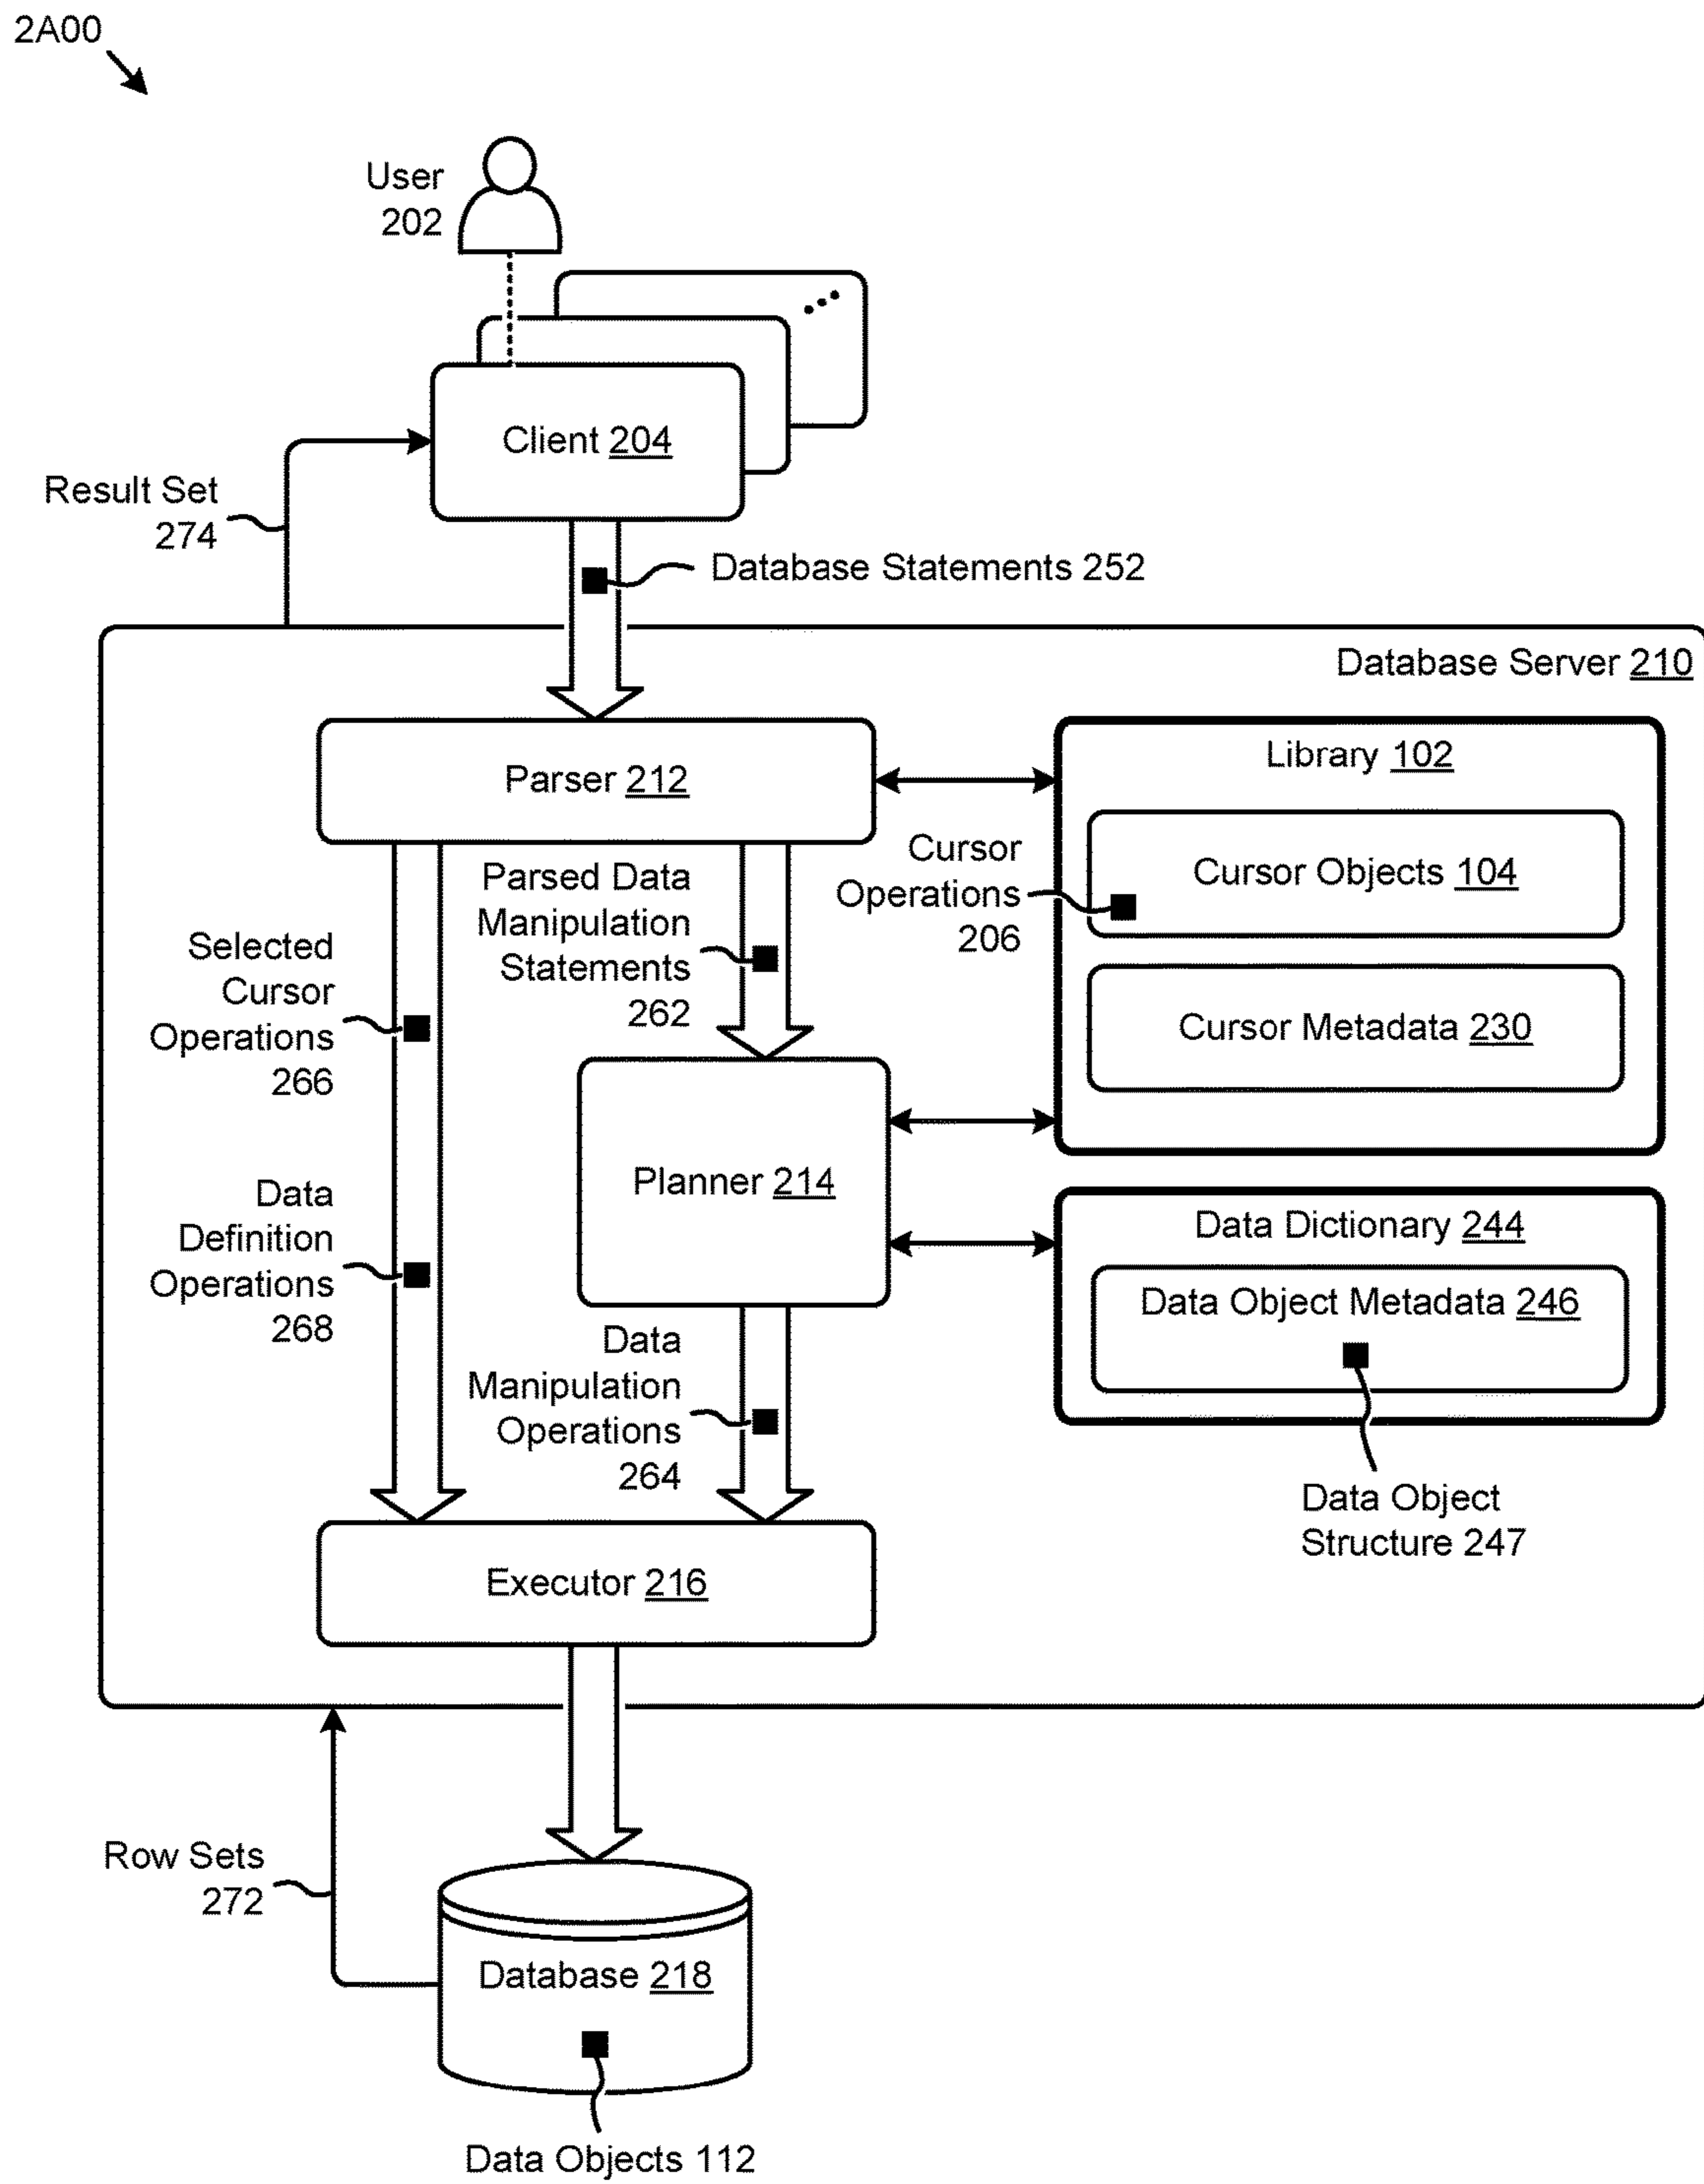 2A00
User
202
Client 204
Result Set
274
Database Statements 252
Database Server 210
Parser 212
Library 102
Cursor Objects 104
Cursor
Operations
206
Cursor Metadata 230
Parsed Data
Manipulation
Statements
262
Selected
Cursor
Operations
266
Planner 214
Data
Definition
Operations
268
Data Dictionary 244
Data Object Metadata 246
Data Object
Structure 247
Data
Manipulation
Operations
264
Executor 216
Row Sets
272
Database 218
Data Objects 112